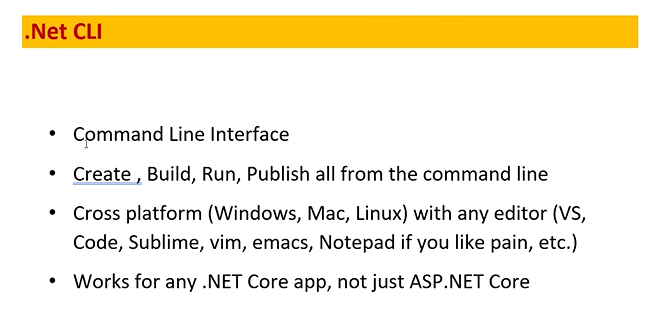 .Net CLI
• Command Line Interface
• Create , Build, Run, Publish all from the command line
• Cross platform (Windows, Mac, Linux) with any editor (VS,
Code, Sublime, vim, emacs, Notepad if you like pain, etc.)
• Works for any .NET Core app, not just ASP.NET Core